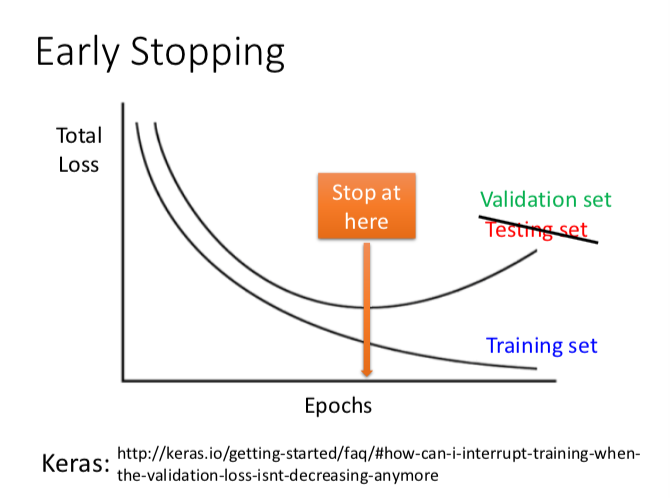 Early Stopping
Total
Loss
Stop at
here
Validation set
Testing set
Training set
Epochs
Keras:
http://keras.io/getting-started/faq/#how-can-i-interrupt-training-when-
the-validation-loss-isnt-decreasing-anymore